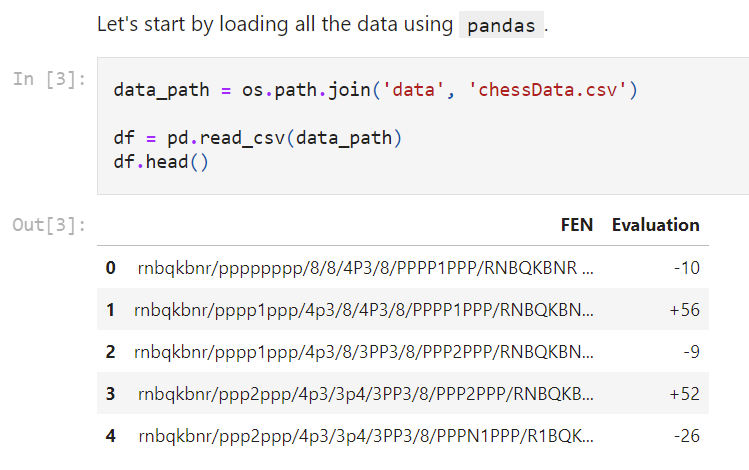 Let's start by loading all the data using pandas.
In [3]:
data_path = os.path.join('data', 'chessData.csv')
df = pd.read_csv(data_path)
df.head()
Out[3]:
FEN Evaluation
0 rnbqkbnr/pppppppp/8/8/4P3/8/PPPP1PPP/RNBQKBNR ... -10
1 rnbqkbnr/pppp1ppp/4p3/8/4P3/8/PPPP1PPP/RNBQKBN... +56
2 rnbqkbnr/pppp1ppp/4p3/8/3PP3/8/PPP2PPP/RNBQKBN... -9
3 rnbqkbnr/ppp2ppp/4p3/3p4/3PP3/8/PPP2PPP/RNBQKB... +52
4 rnbqkbnr/ppp2ppp/4p3/3p4/3PP3/8/PPPN1PPP/R1BQK... -26